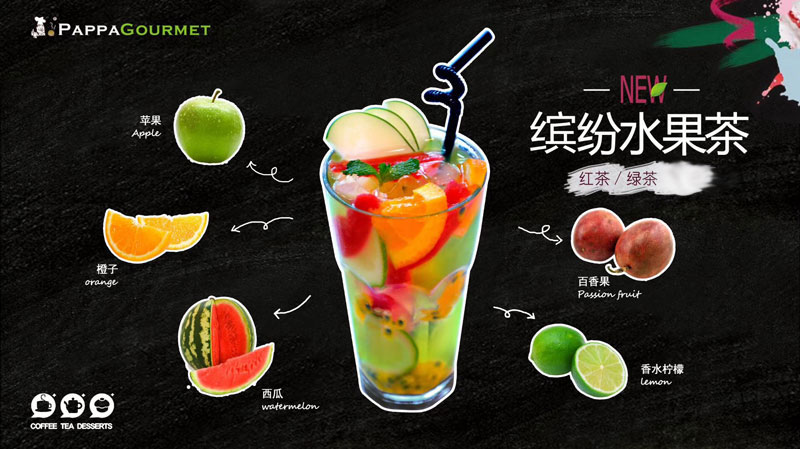 PAPPAGOURMET
NEW
缤纷水果茶
红茶 / 绿茶
苹果
Apple
橙子
orange
西瓜
watermelon
百香果
Passion fruit
香水柠檬
lemon
COFFEE TEA DESSERTS